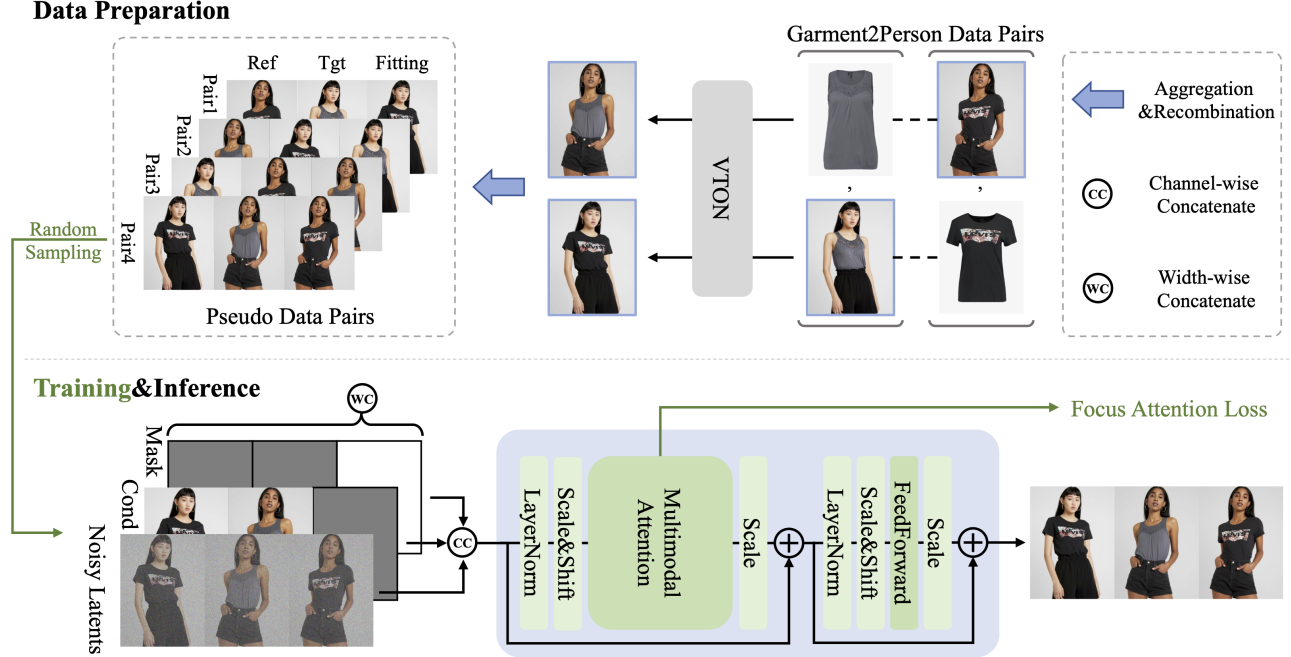 Data Preparation
Ref Tgt Fitting
Pair1
Pair2
Pair3
Pair4
Pseudo Data Pairs
Random
Sampling
VTON
Garment2Person Data Pairs
,
,
Aggregation
&Recombination
CC
Channel-wise
Concatenate
WC
Width-wise
Concatenate
Training&Inference
WC
Mask
Cond
Noisy Latents
CC
LayerNorm
Scale&Shift
Multimodal
Attention
Scale
LayerNorm
Scale&Shift
FeedForward
Scale
Focus Attention Loss